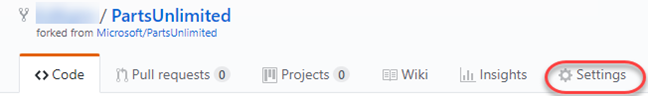 / PartsUnlimited
forked from Microsoft/PartsUnlimited
Code Pull requests 0 Projects 0 Wiki Insights Settings